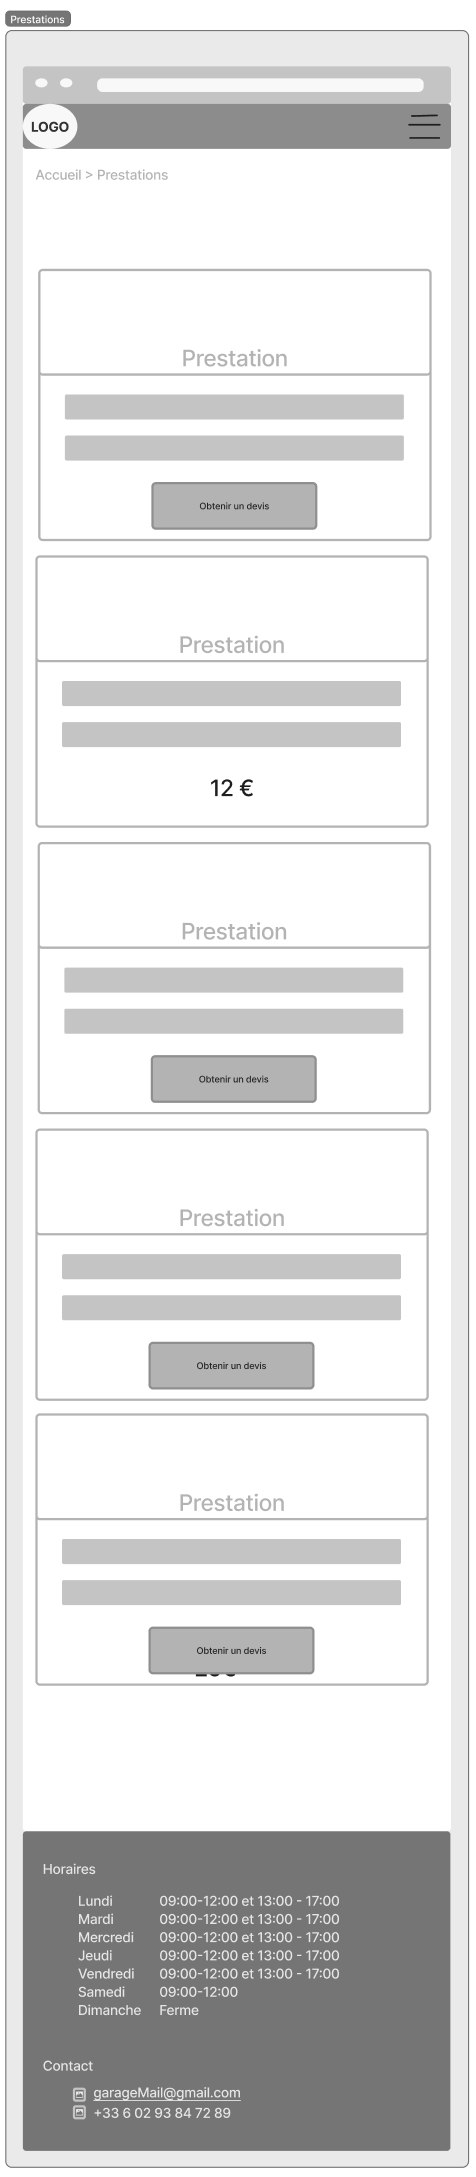 Prestations
LOGO
Accueil > Prestations
Prestation
Obtenir un devis
Prestation
12 €
Prestation
Obtenir un devis
Prestation
Obtenir un devis
Prestation
Obtenir un devis
Horaires
Lundi 09:00-12:00 et 13:00 - 17:00
Mardi 09:00-12:00 et 13:00 - 17:00
Mercredi 09:00-12:00 et 13:00 - 17:00
Jeudi 09:00-12:00 et 13:00 - 17:00
Vendredi 09:00-12:00 et 13:00 - 17:00
Samedi 09:00-12:00
Dimanche Ferme
Contact
garageMail@gmail.com
+33 6 02 93 84 72 89